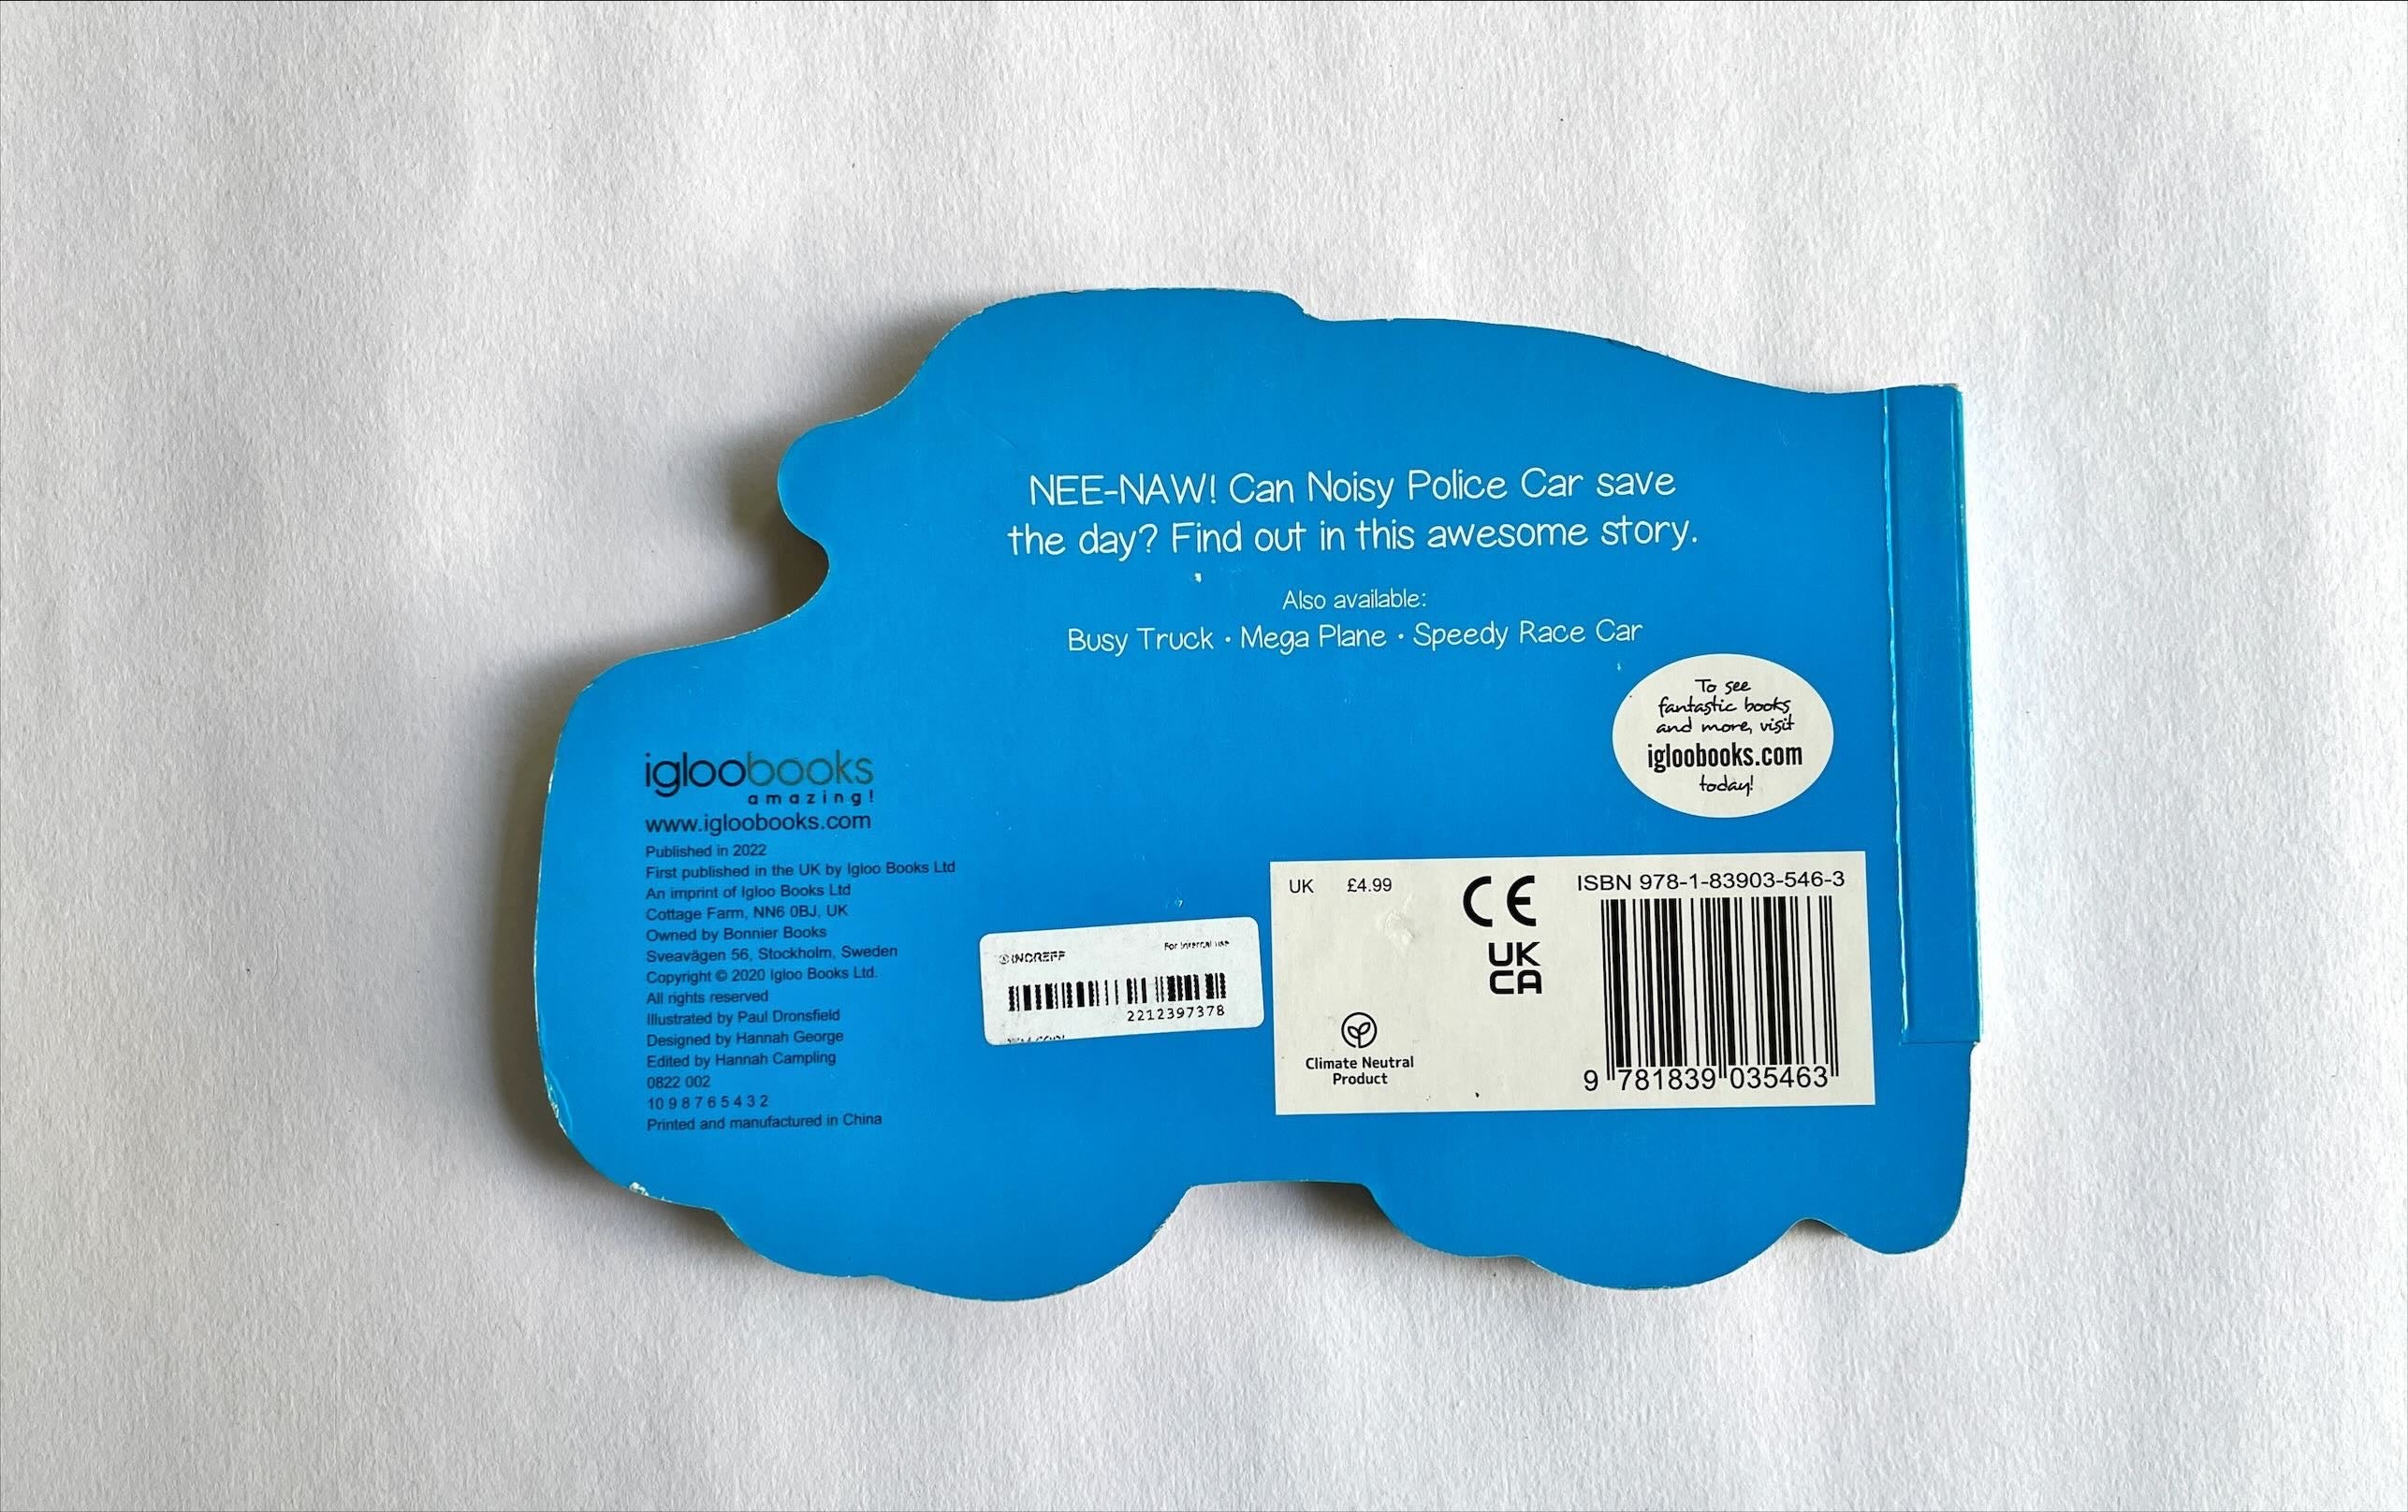 NEE-NAW! Can Noisy Police Car save
the day? Find out in this awesome story.
Also available:
Busy Truck • Mega Plane • Speedy Race Car
To see
fantastic books
and more, visit
igloobooks.com
today!
igloobooks
amazing!
www.igloobooks.com
Published in 2022
First published in the UK by Igloo Books Ltd
An imprint of Igloo Books Ltd
Cottage Farm, NN6 0BJ, UK
Owned by Bonnier Books
Sveavägen 56, Stockholm, Sweden
Copyright © 2020 Igloo Books Ltd.
All rights reserved
Illustrated by Paul Dronsfield
Designed by Hannah George
Edited by Hannah Campling
0822 002
10 9 8 7 6 5 4 3 2
Printed and manufactured in China
INCREFF
For internal use
2212397378
UK £4.99
CE
UK
CA
Climate Neutral
Product
ISBN 978-1-83903-546-3
9 781839 035463